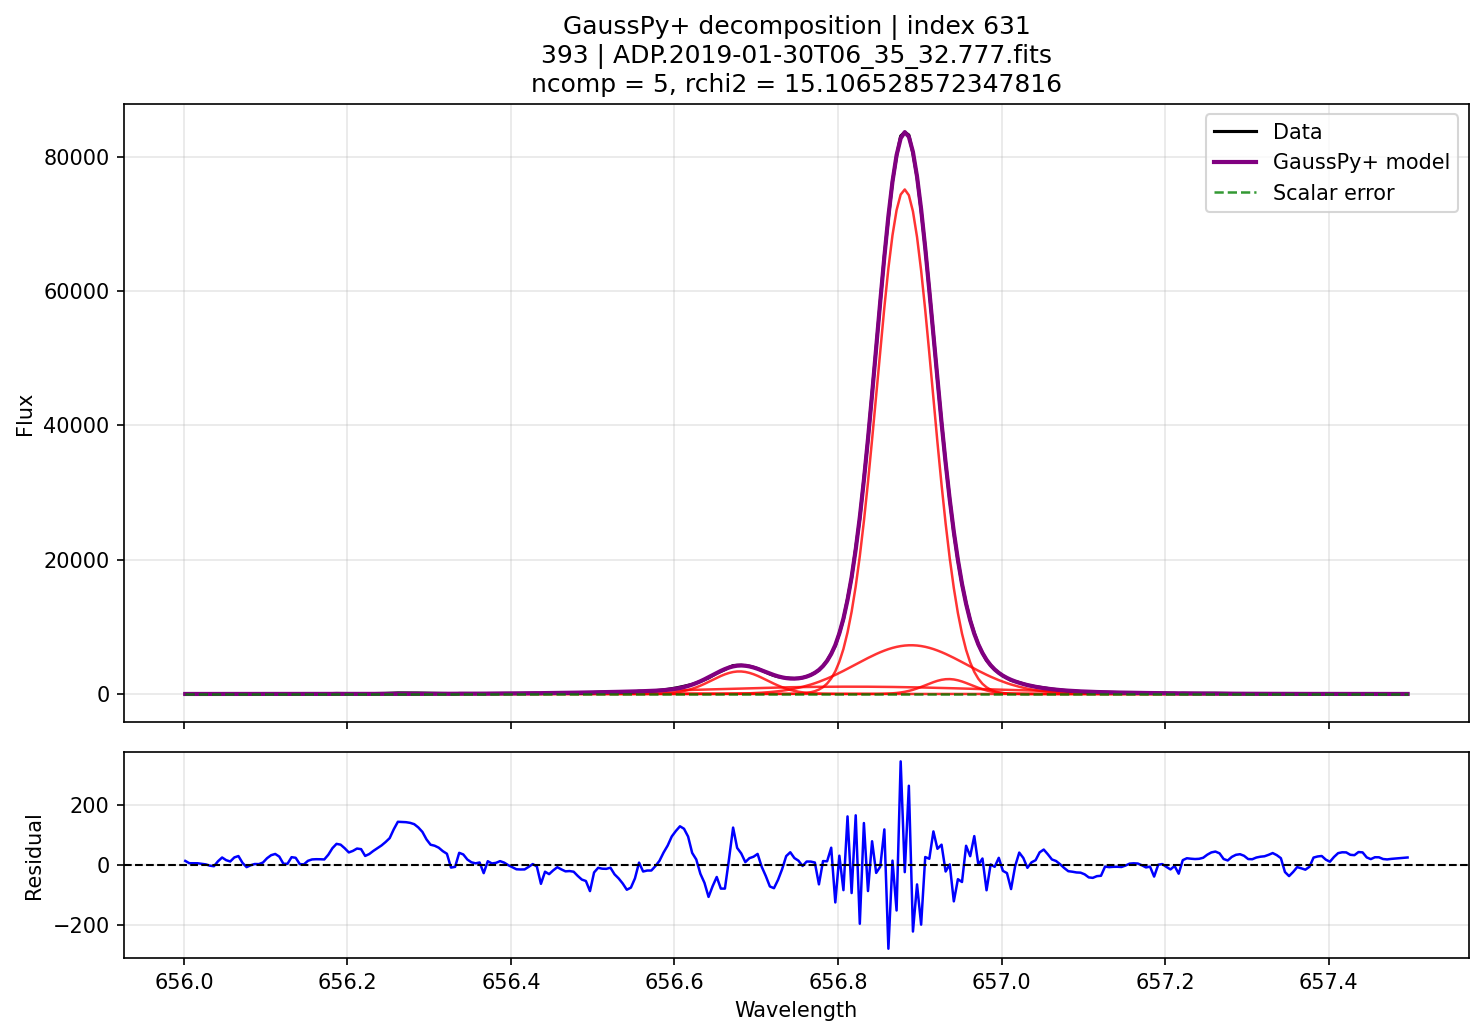 GaussPy+ decomposition | index 631
393 | ADP.2019-01-30T06_35_32.777.fits
ncomp = 5, rchi2 = 15.106528572347816
Data
GaussPy+ model
Scalar error
80000
60000
40000
20000
0
Flux
200
0
−200
Residual
656.0 656.2 656.4 656.6 656.8 657.0 657.2 657.4
Wavelength